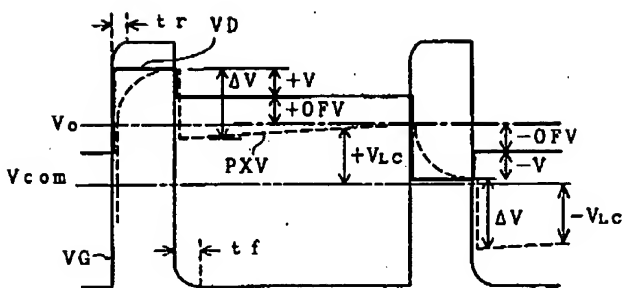 tr
VD
ΔV
+V
+OFV
Vo
-OFV
-V
PXV
+VLC
Vcom
ΔV
-VLC
VG
tf